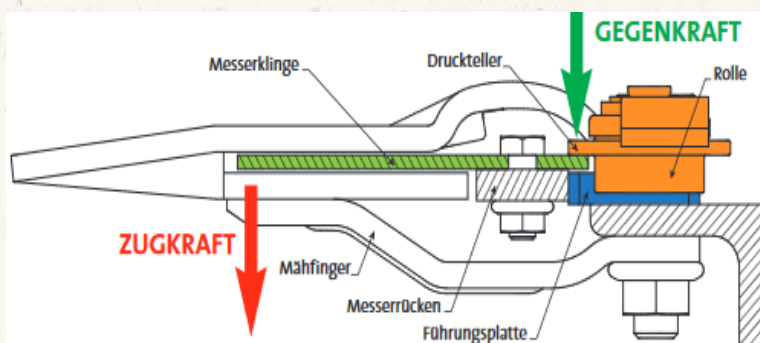 GEGENKRAFT
Messerklinge
Druckteller
Rolle
ZUGKRAFT
Mähfinger
Messerrücken
Führungsplatte